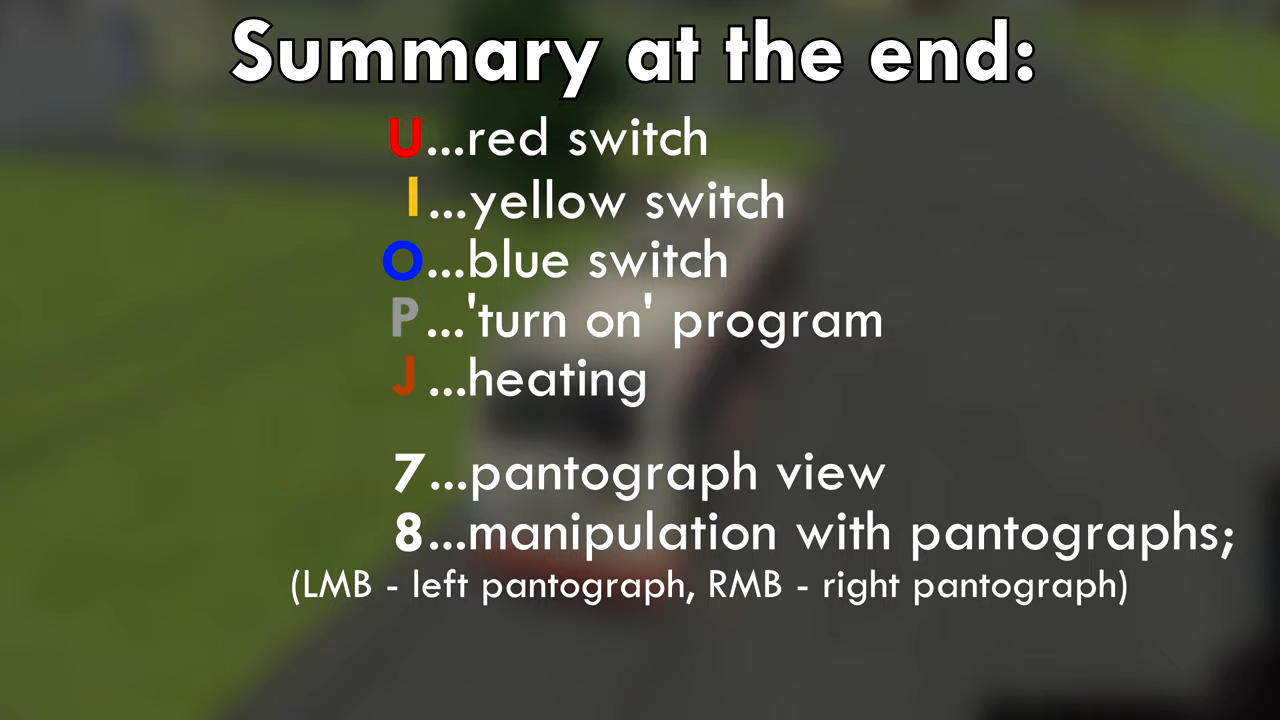 Summary at the end:
U...red switch
I...yellow switch
O...blue switch
P...'turn on' program
J...heating
7...pantograph view
8...manipulation with pantographs;
(LMB - left pantograph, RMB - right pantograph)